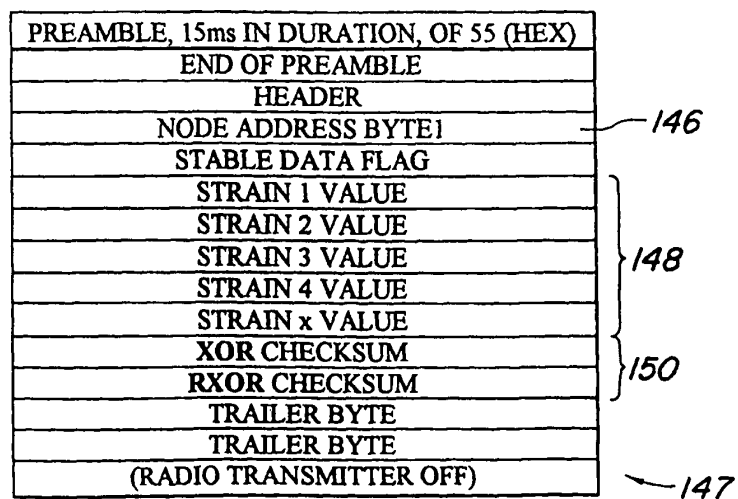 PREAMBLE, 15ms IN DURATION, OF 55 (HEX)
END OF PREAMBLE
HEADER
NODE ADDRESS BYTE1
146
STABLE DATA FLAG
STRAIN 1 VALUE
STRAIN 2 VALUE
STRAIN 3 VALUE
148
STRAIN 4 VALUE
STRAIN x VALUE
XOR CHECKSUM
150
RXOR CHECKSUM
TRAILER BYTE
TRAILER BYTE
(RADIO TRANSMITTER OFF)
147